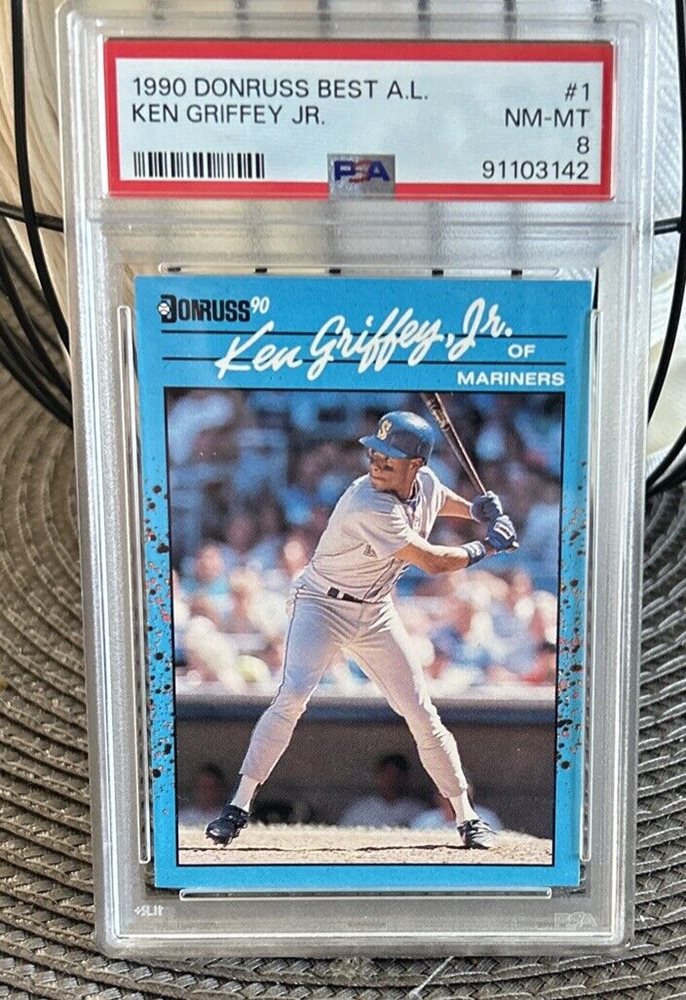 1990 DONRUSS BEST A.L. #1
KEN GRIFFEY JR. NM-MT
8
PSA 91103142
DONRUSS 90
Ken Griffey, Jr.
OF
MARINERS
S
PSA